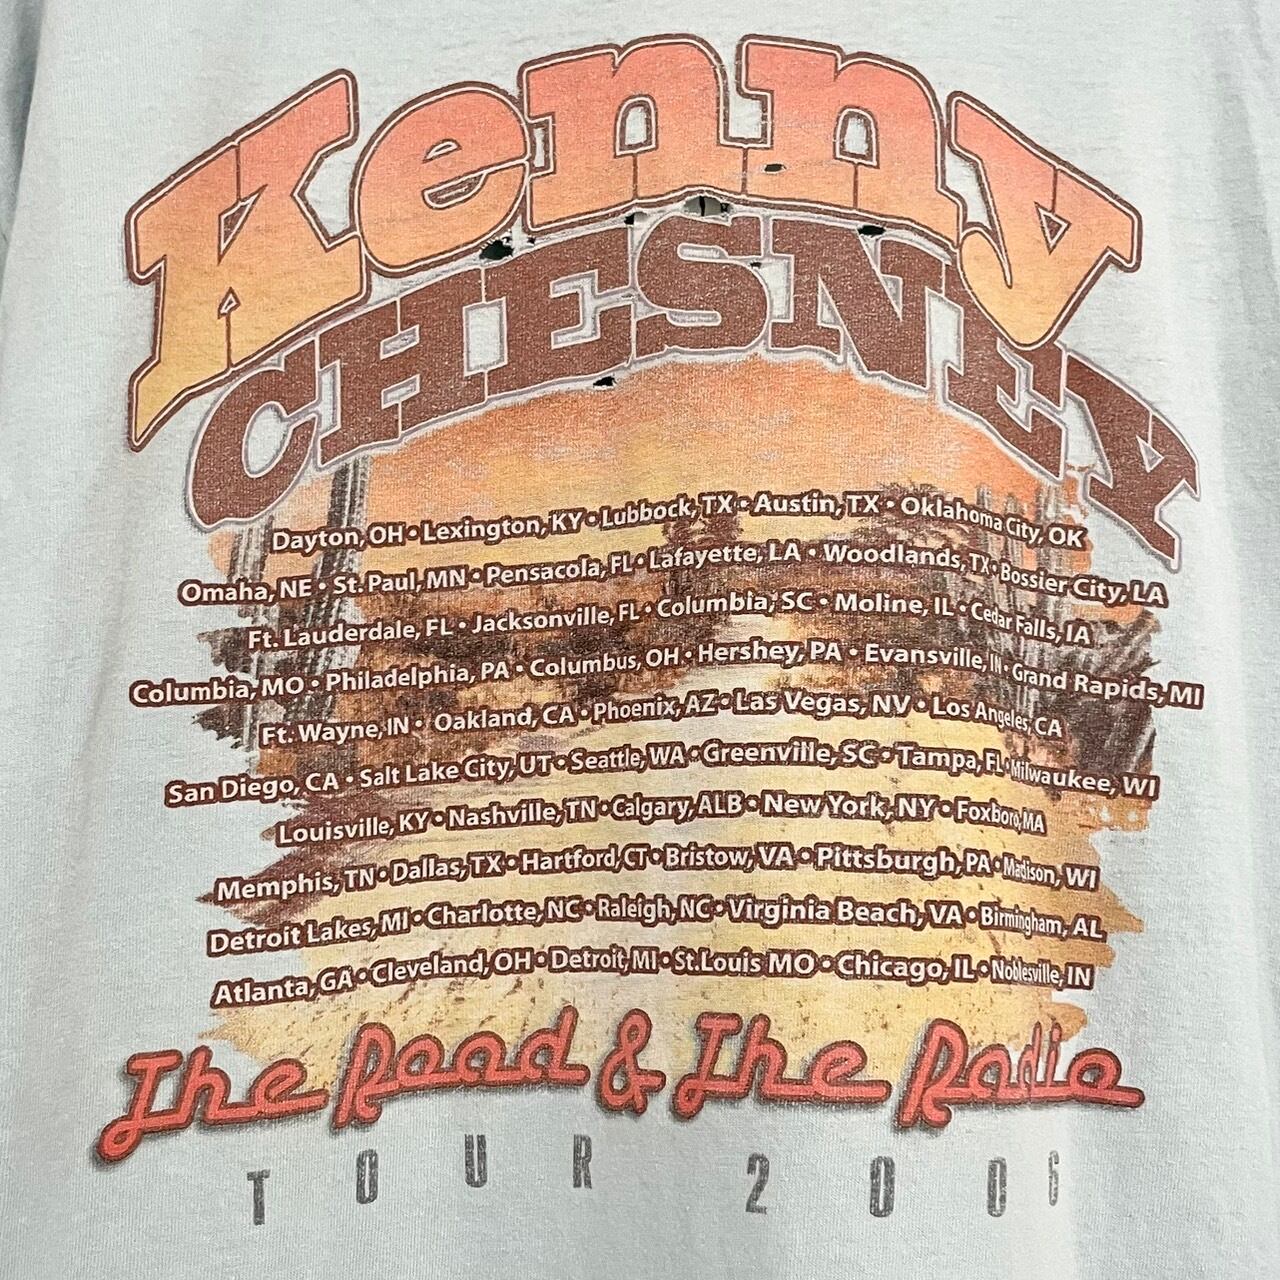 Kenny
CHESNEY
Dayton, OH • Lexington, KY • Lubbock, TX • Austin, TX • Oklahoma City, OK
Omaha, NE • St. Paul, MN • Pensacola, FL • Lafayette, LA • Woodlands, TX • Bossier City, LA
Ft. Lauderdale, FL • Jacksonville, FL • Columbia, SC • Moline, IL • Cedar Falls, IA
Columbia, MO • Philadelphia, PA • Columbus, OH • Hershey, PA • Evansville, IN • Grand Rapids, MI
Ft. Wayne, IN • Oakland, CA • Phoenix, AZ • Las Vegas, NV • Los Angeles, CA
San Diego, CA • Salt Lake City, UT • Seattle, WA • Greenville, SC • Tampa, FL • Milwaukee, WI
Louisville, KY • Nashville, TN • Calgary, ALB • New York, NY • Foxboro, MA
Memphis, TN • Dallas, TX • Hartford, CT • Bristow, VA • Pittsburgh, PA • Madison, WI
Detroit Lakes, MI • Charlotte, NC • Raleigh, NC • Virginia Beach, VA • Birmingham, AL
Atlanta, GA • Cleveland, OH • Detroit, MI • St. Louis MO • Chicago, IL • Noblesville, IN
The Road & The Radio
TOUR 2006